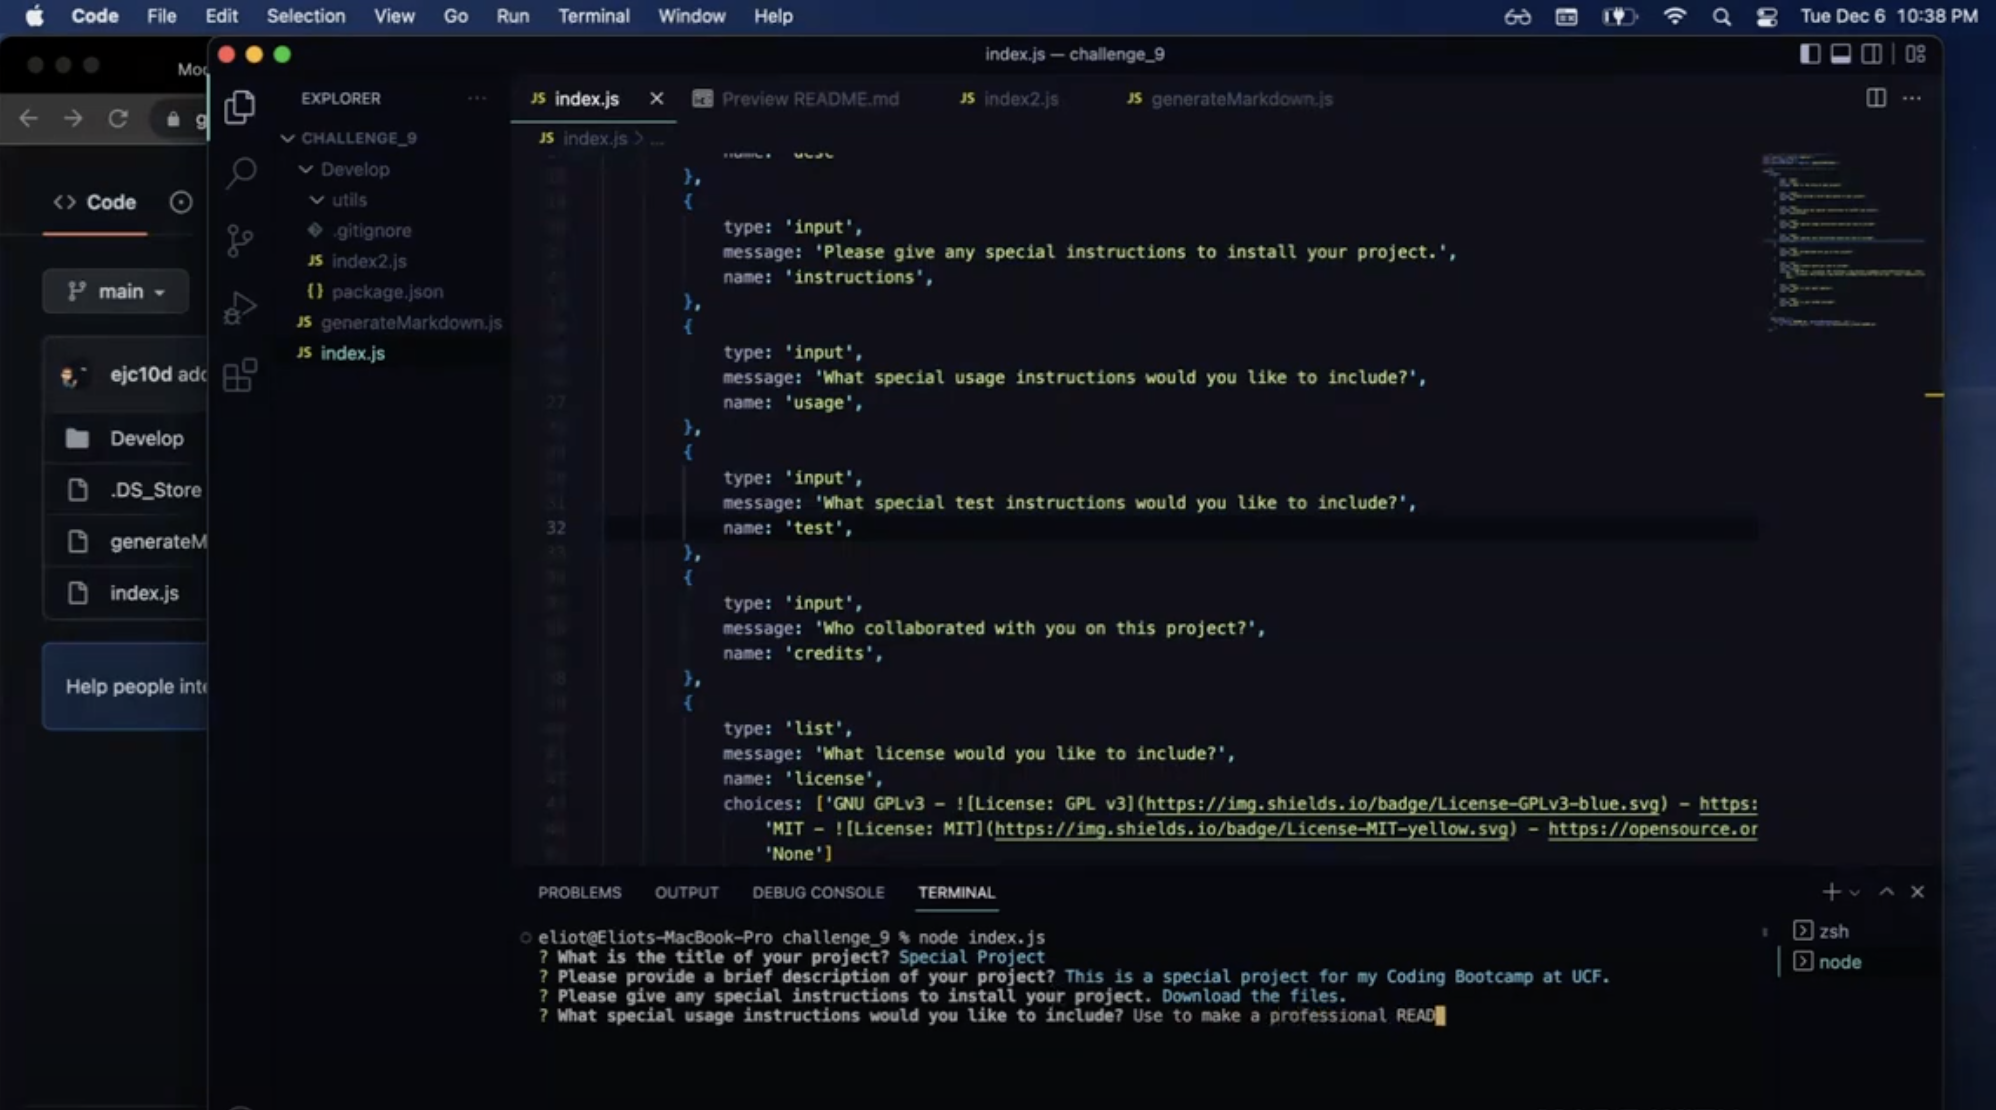 Code File Edit Selection View Go Run Terminal Window Help
Tue Dec 6 10:38 PM
index.js — challenge_9
EXPLORER
CHALLENGE_9
Develop
utils
.gitignore
index2.js
package.json
generateMarkdown.js
index.js
<> Code
main
ejc10d
Develop
.DS_Store
index.js
Help people
JS index.js
Preview README.md
JS index2.js
JS generateMarkdown.js
JS index.js > ...
},
{
type: 'input',
message: 'Please give any special instructions to install your project.',
name: 'instructions',
},
{
type: 'input',
message: 'What special usage instructions would you like to include?',
27 name: 'usage',
},
{
type: 'input',
message: 'What special test instructions would you like to include?',
32 name: 'test',
},
{
type: 'input',
message: 'Who collaborated with you on this project?',
name: 'credits',
},
{
type: 'list',
message: 'What license would you like to include?',
name: 'license',
choices: ['GNU GPLv3 - ![License: GPL v3](https://img.shields.io/badge/License-GPLv3-blue.svg) - https:
'MIT - ![License: MIT](https://img.shields.io/badge/License-MIT-yellow.svg) - https://opensource.or
'None']
PROBLEMS OUTPUT DEBUG CONSOLE TERMINAL
eliot@Eliots-MacBook-Pro challenge_9 % node index.js
? What is the title of your project? Special Project
? Please provide a brief description of your project? This is a special project for my Coding Bootcamp at UCF.
? Please give any special instructions to install your project. Download the files.
? What special usage instructions would you like to include? Use to make a professional READ
zsh
node